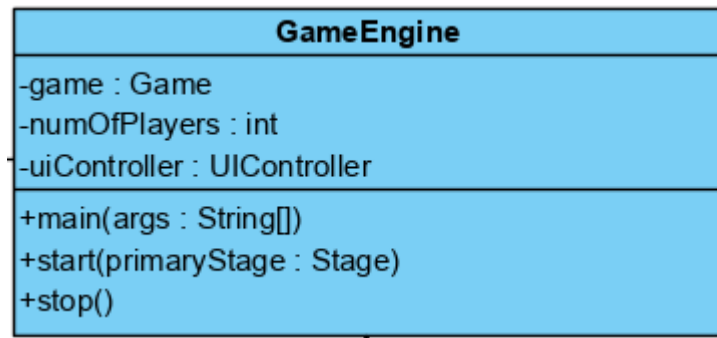 GameEngine
-game : Game
-numOfPlayers : int
-uiController : UIController
+main(args : String[])
+start(primaryStage : Stage)
+stop()